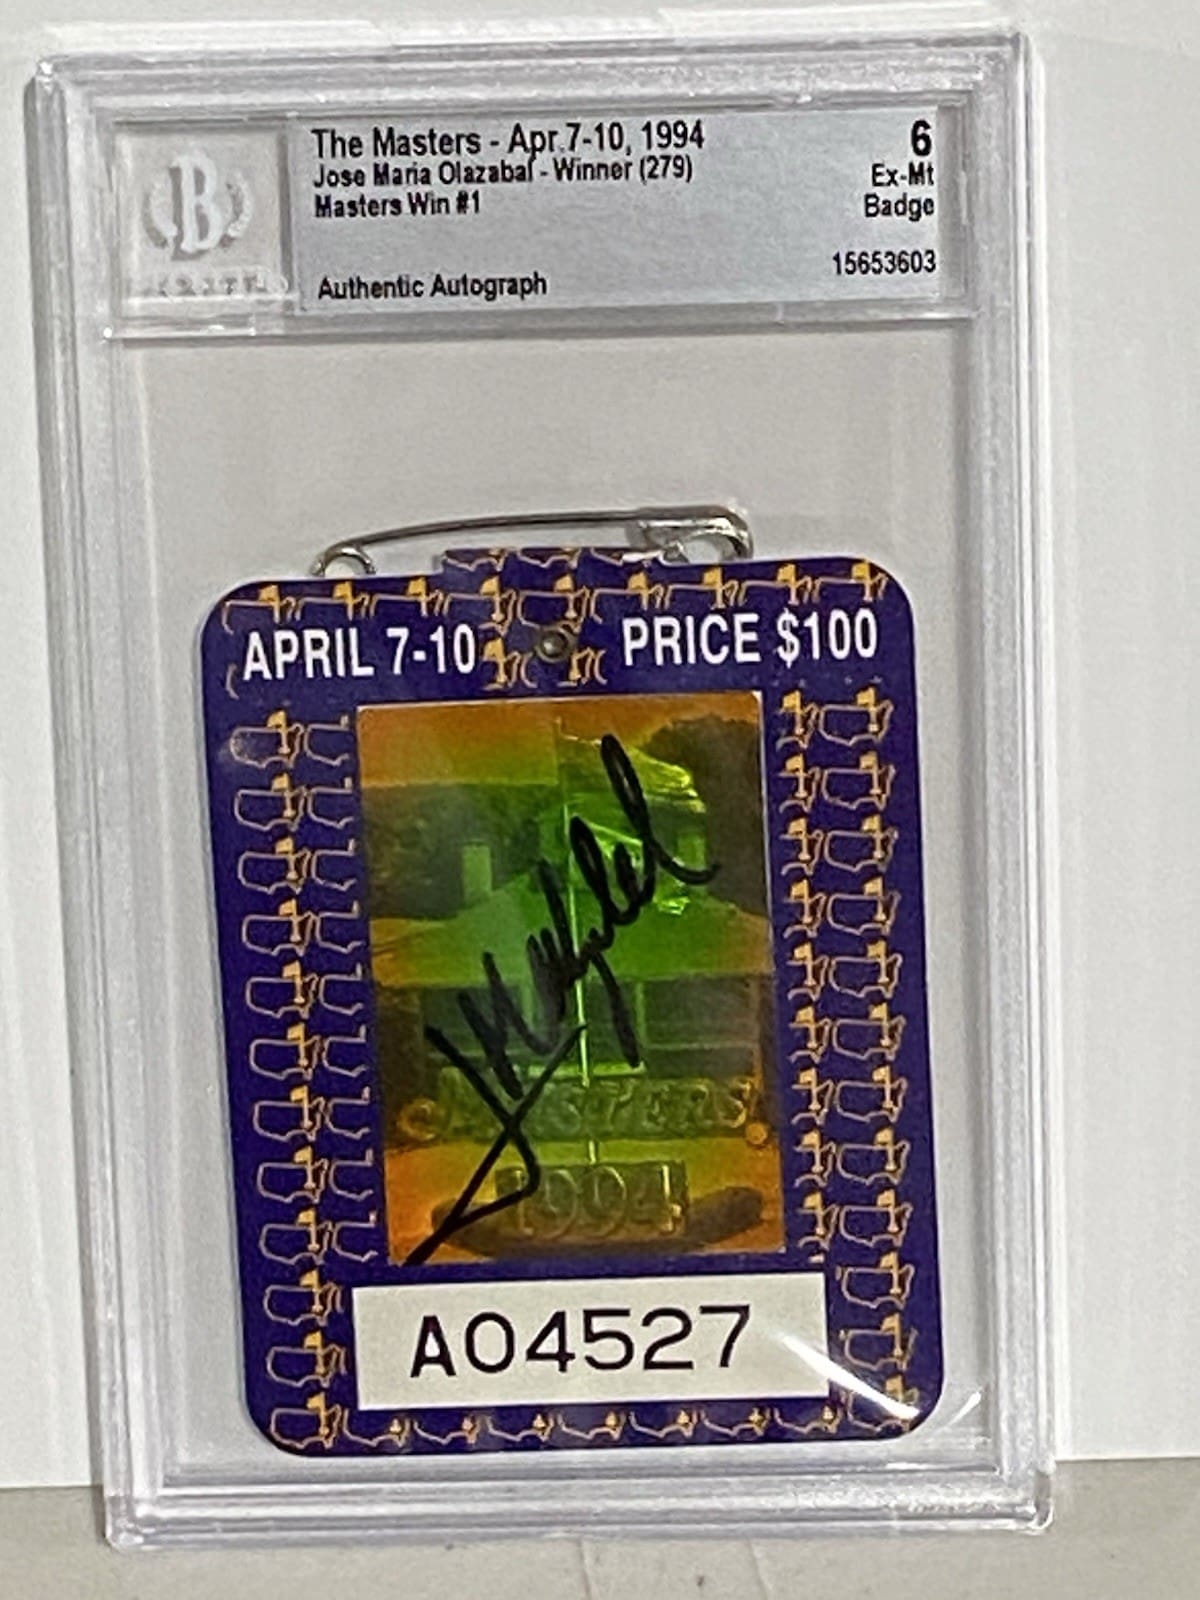 The Masters - Apr.7-10, 1994
6
Jose Maria Olazabal - Winner (279)
Ex-Mt
Masters Win #1
Badge
15653603
Authentic Autograph
B
APRIL 7-10
PRICE $100
MASTERS
1994
A04527